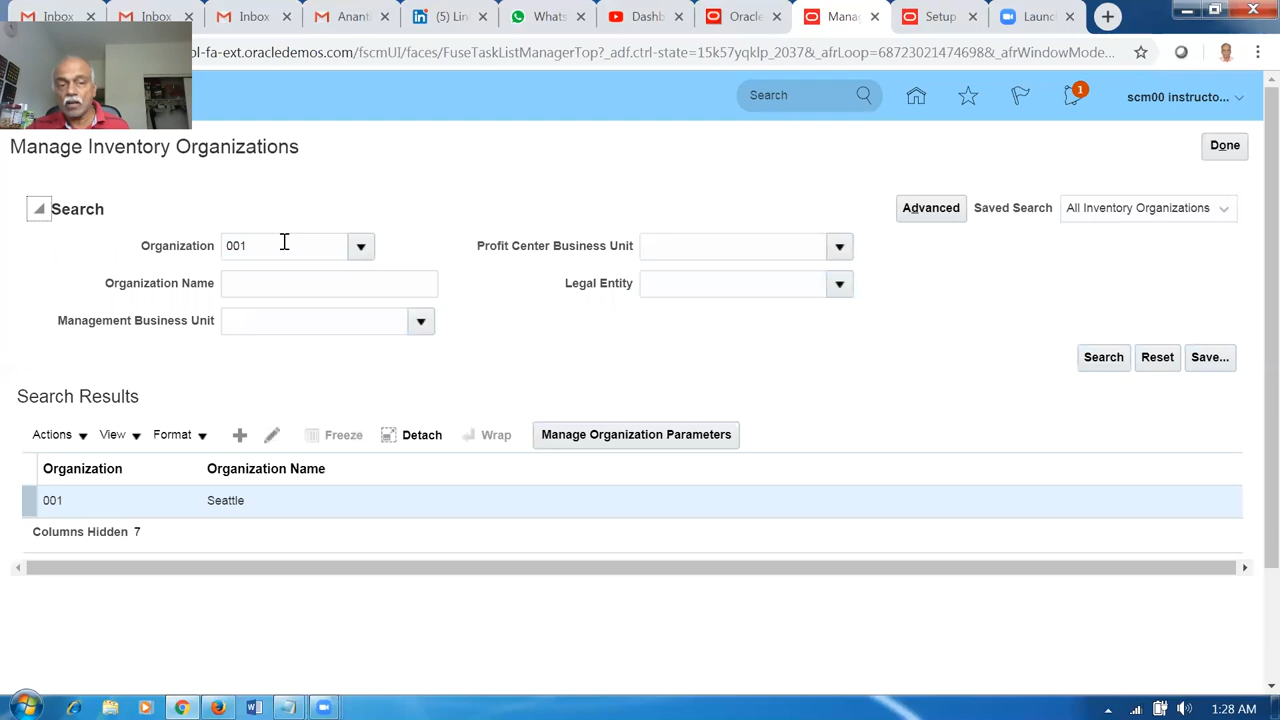 Inbox
Inbox
Inbox
Anant
(5) Lin
What
Dashb
Oracl
Mana
Setup
Launc
ol-fa-ext.oracledemos.com/fscmUI/faces/FuseTaskListManagerTop?_adf.ctrl-state=15k57yqklp_2037&_afrLoop=68723021474698&_afrWindowMode...
Search
1
scm00 instructo...
Manage Inventory Organizations
Done
Search
Advanced
Saved Search
All Inventory Organizations
Organization 001
Profit Center Business Unit
Organization Name
Legal Entity
Management Business Unit
Search Reset Save...
Search Results
Actions View Format Freeze Detach Wrap Manage Organization Parameters
Organization Organization Name
001 Seattle
Columns Hidden 7
1:28 AM